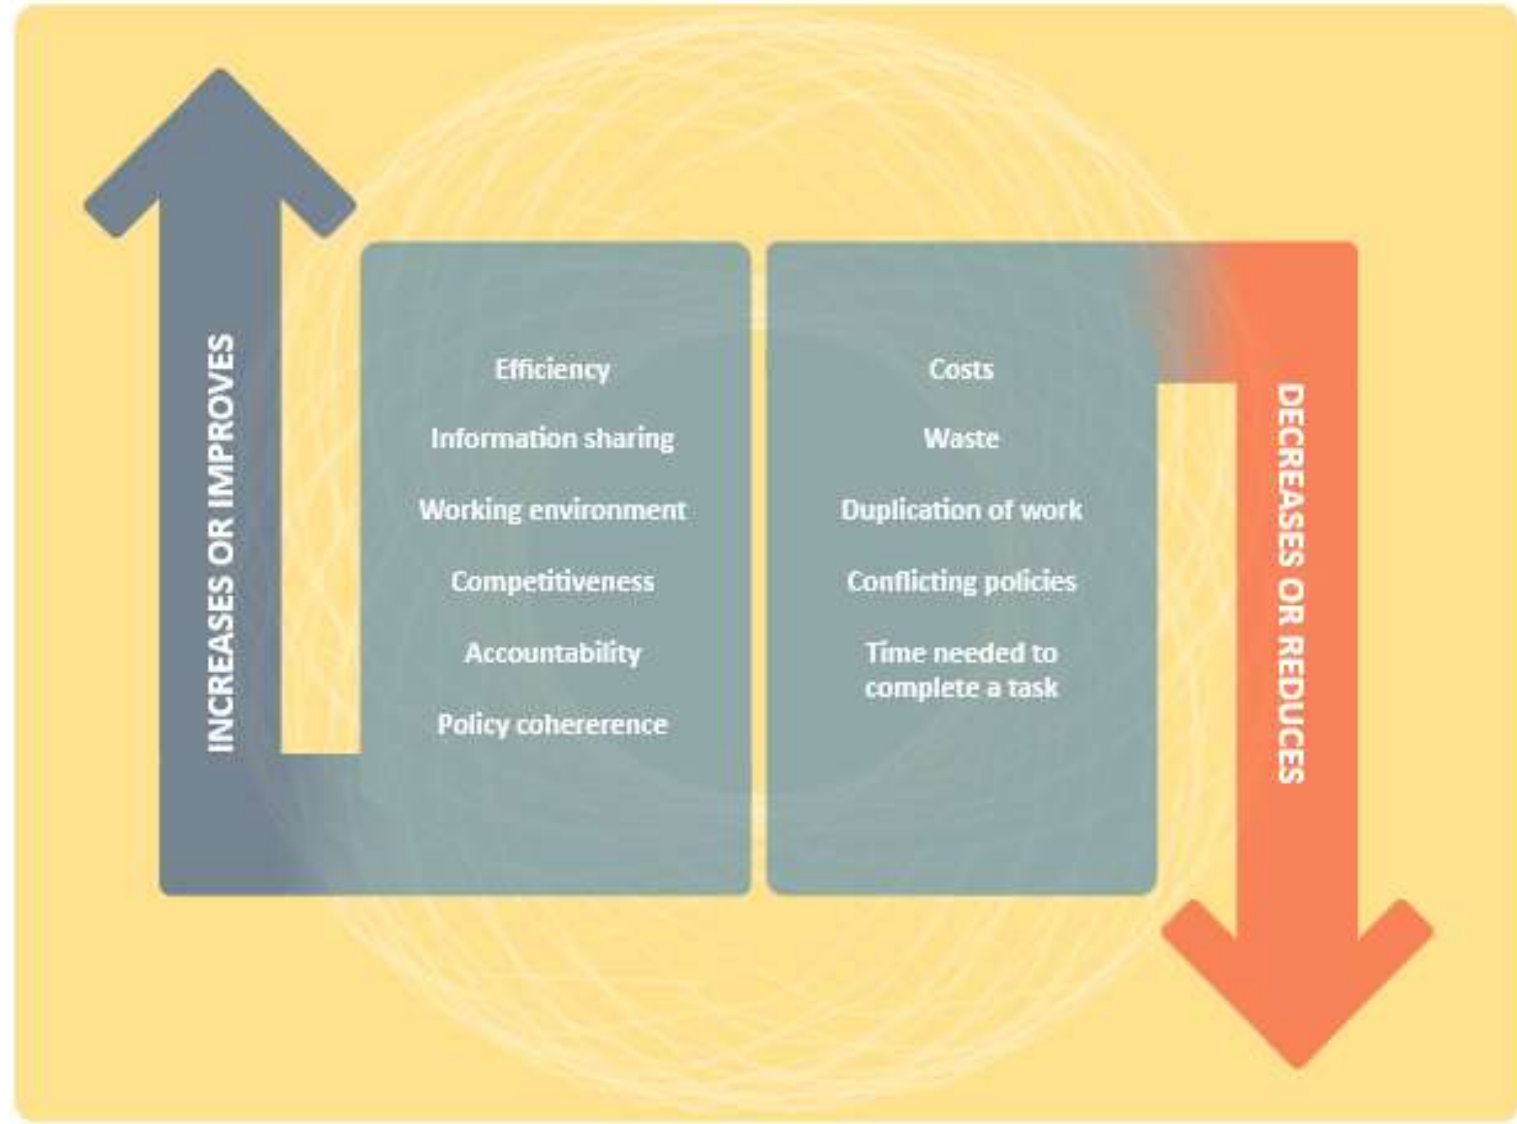 INCREASES OR IMPROVES
Efficiency
Information sharing
Working environment
Competitiveness
Accountability
Policy cohererence
Costs
Waste
Duplication of work
Conflicting policies
Time needed to
complete a task
DECREASES OR REDUCES